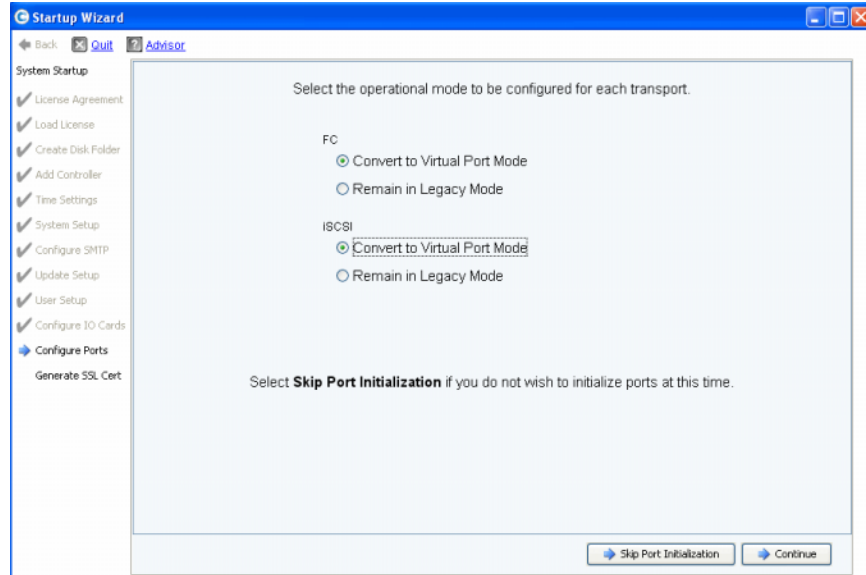 Startup Wizard
Back Quit ? Advisor
System Startup
License Agreement
Load License
Create Disk Folder
Add Controller
Time Settings
System Setup
Configure SMTP
Update Setup
User Setup
Configure IO Cards
Configure Ports
Generate SSL Cert
Select the operational mode to be configured for each transport.
FC
Convert to Virtual Port Mode
Remain in Legacy Mode
iSCSI
Convert to Virtual Port Mode
Remain in Legacy Mode
Select Skip Port Initialization if you do not wish to initialize ports at this time.
Skip Port Initialization Continue